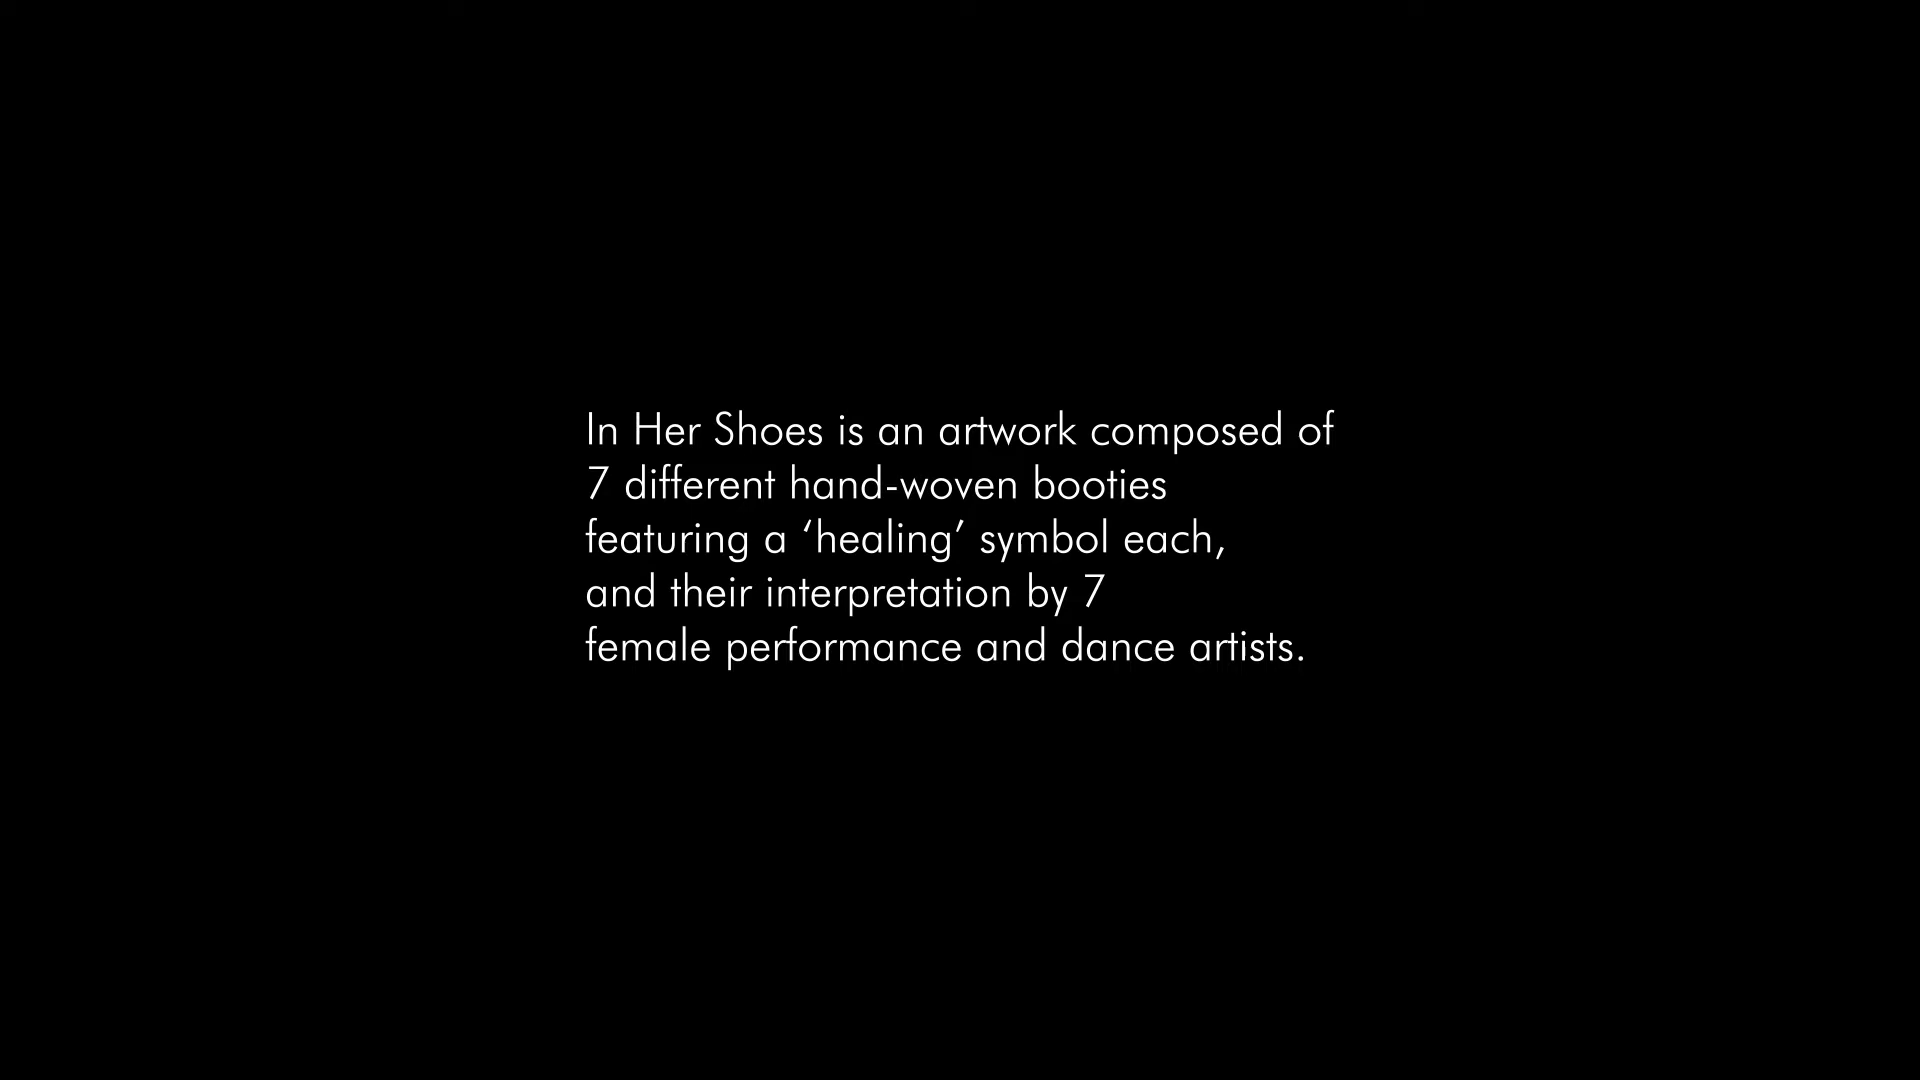 In Her Shoes is an artwork composed of
7 different hand-woven booties
featuring a ‘healing’ symbol each,
and their interpretation by 7
female performance and dance artists.